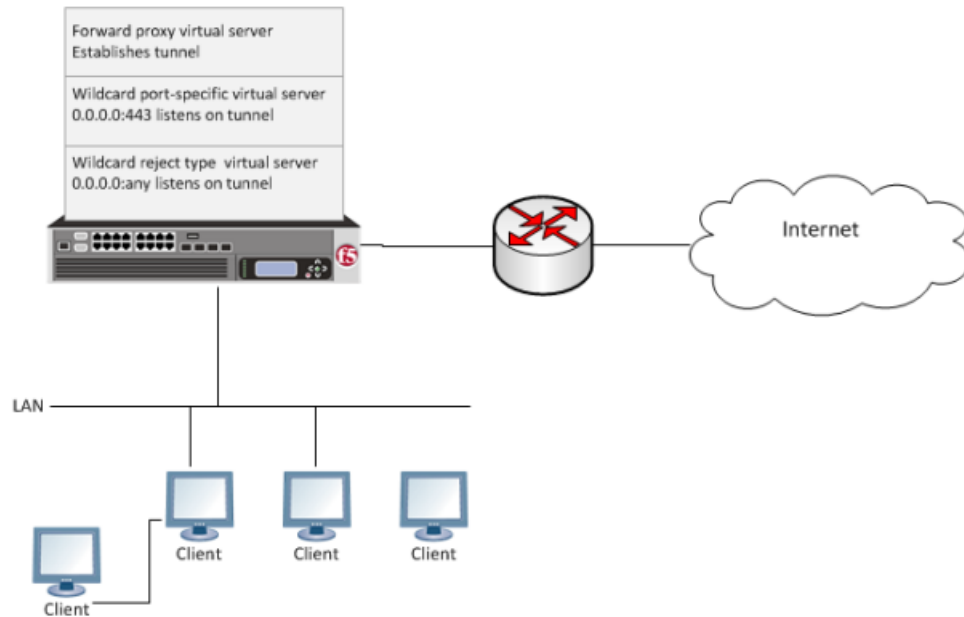 Forward proxy virtual server
Establishes tunnel
Wildcard port-specific virtual server
0.0.0.0:443 listens on tunnel
Wildcard reject type virtual server
0.0.0.0:any listens on tunnel
f5
Internet
LAN
Client
Client
Client
Client